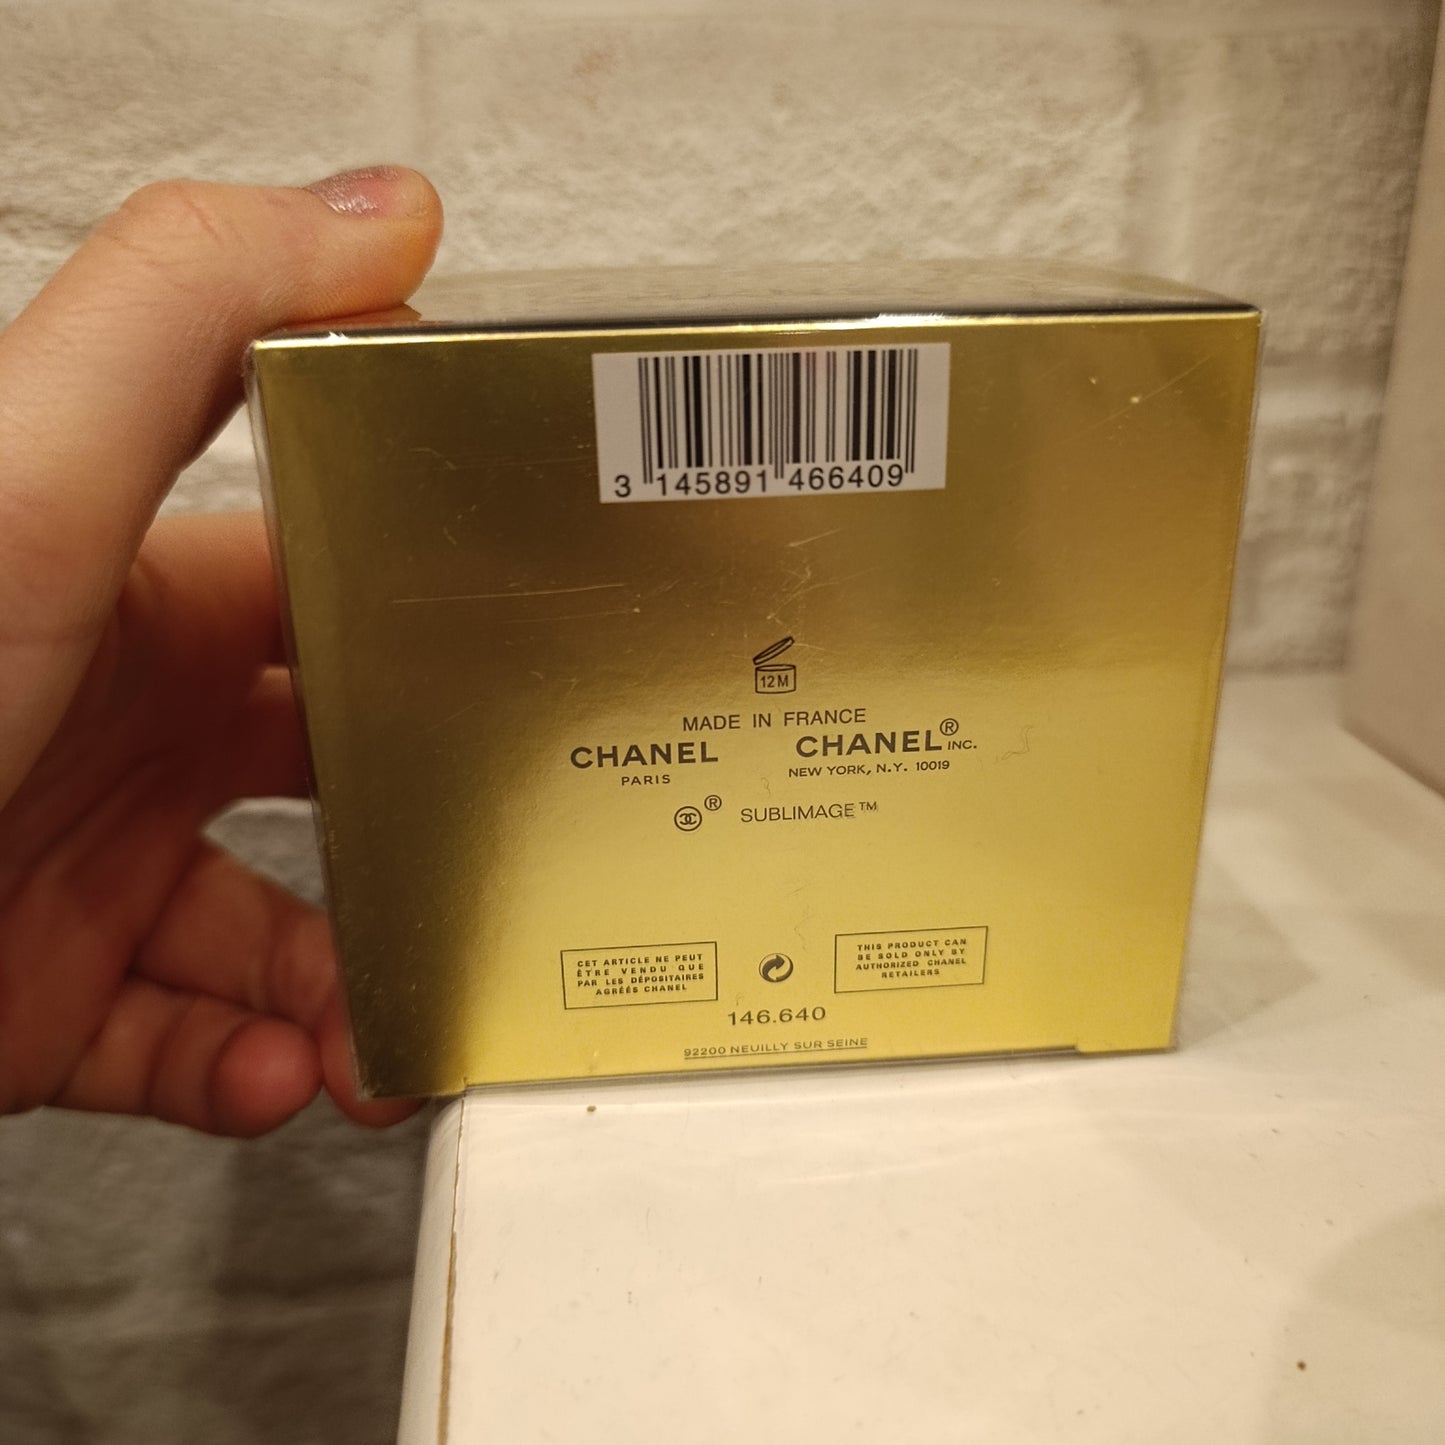 3 145891 466409
12M
MADE IN FRANCE
CHANEL CHANEL® INC.
PARIS NEW YORK, N.Y. 10019
® SUBLIMAGE™
CET ARTICLE NE PEUT
ÊTRE VENDU QUE
PAR LES DÉPOSITAIRES
AGRÉÉS CHANEL
THIS PRODUCT CAN
BE SOLD ONLY BY
AUTHORIZED CHANEL
RETAILERS
146.640
92200 NEUILLY SUR SEINE